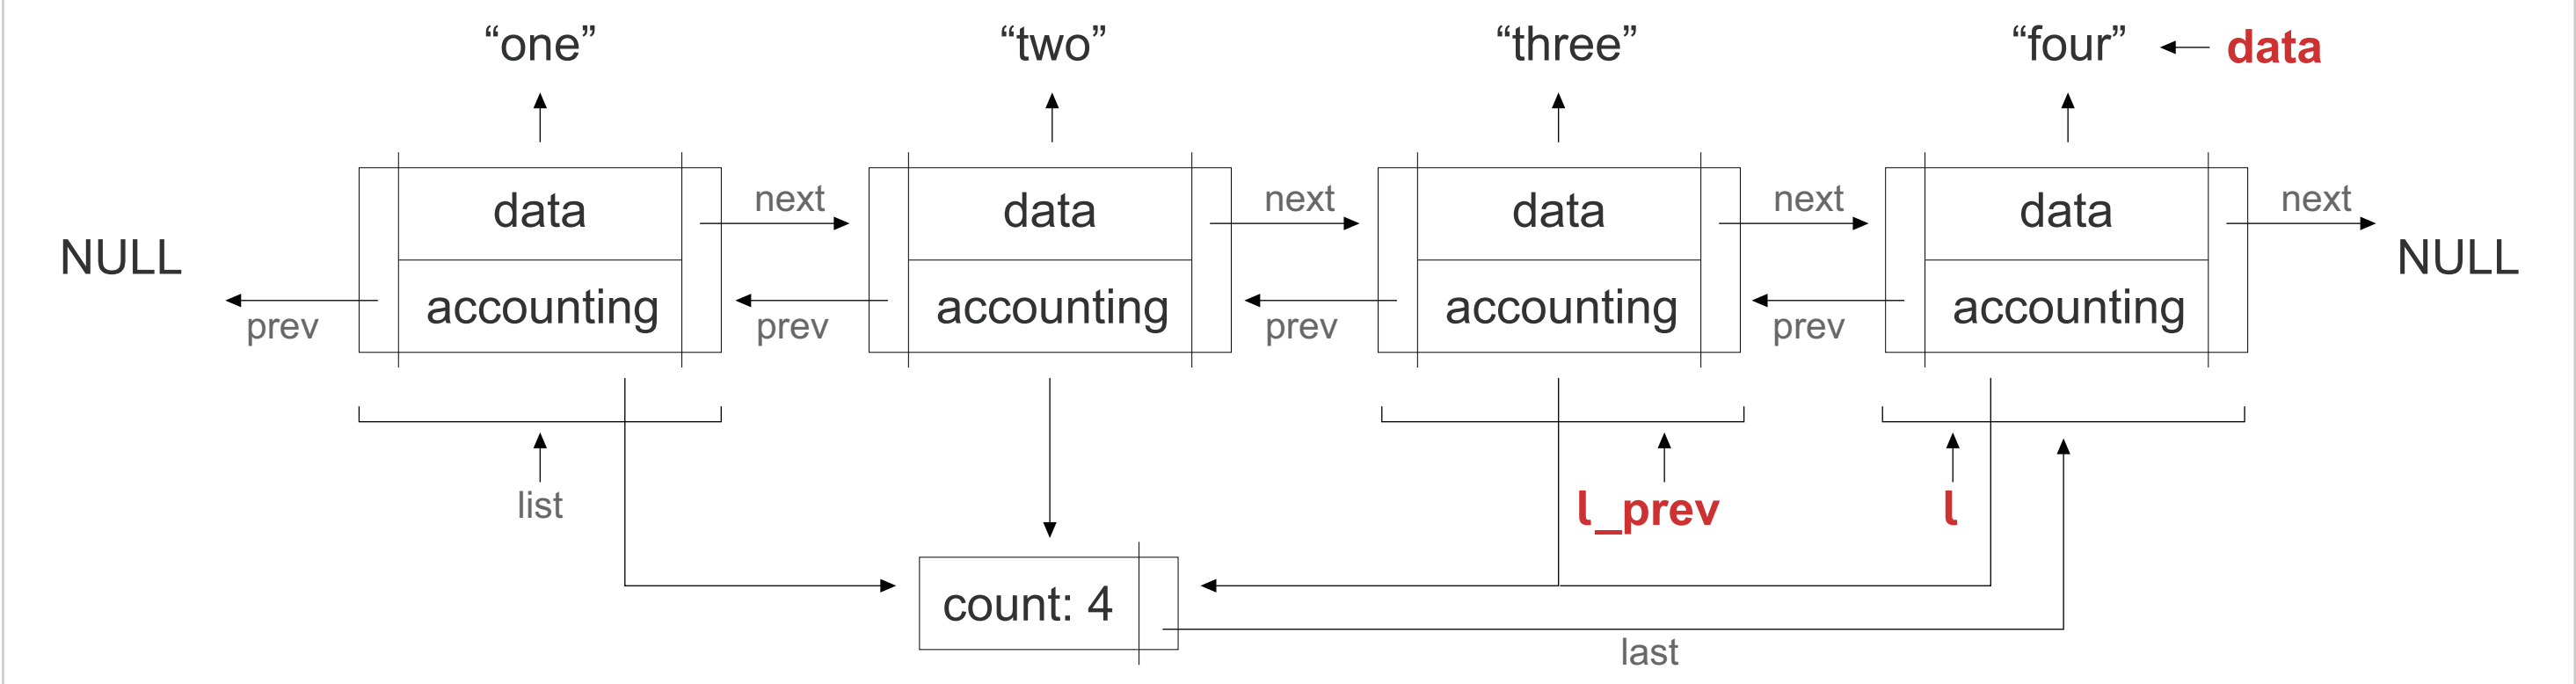 “one” “two” “three” “four” data
data next data next data next data next
NULL NULL
accounting accounting accounting accounting
prev prev prev prev
list l_prev l
count: 4
last